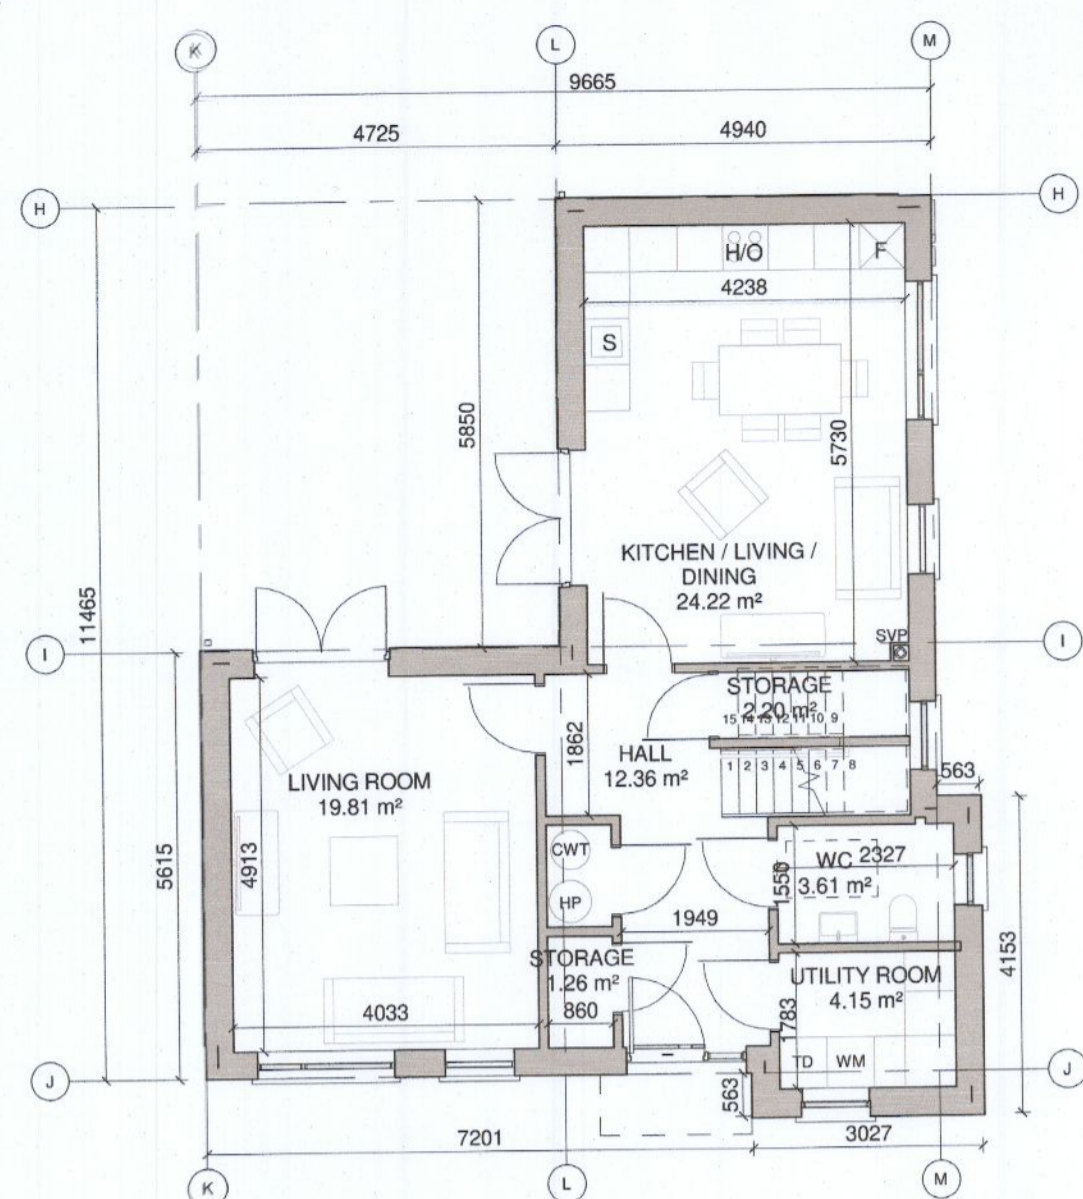 K
L
M
9665
4725
4940
H
H
H/O
F
4238
S
5850
5730
KITCHEN / LIVING /
DINING
24.22 m²
11465
SVP
I
I
STORAGE
2.20 m²
15 14 13 12 11 10 9
1862
HALL
12.36 m²
1 2 3 4 5 6 7 8
563
LIVING ROOM
19.81 m²
5615
4913
CWT
WC
2327
3.61 m²
1550
HP
1949
4153
STORAGE
1.26 m²
UTILITY ROOM
4.15 m²
4033
860
1783
TD
WM
J
J
563
7201
3027
K
L
M